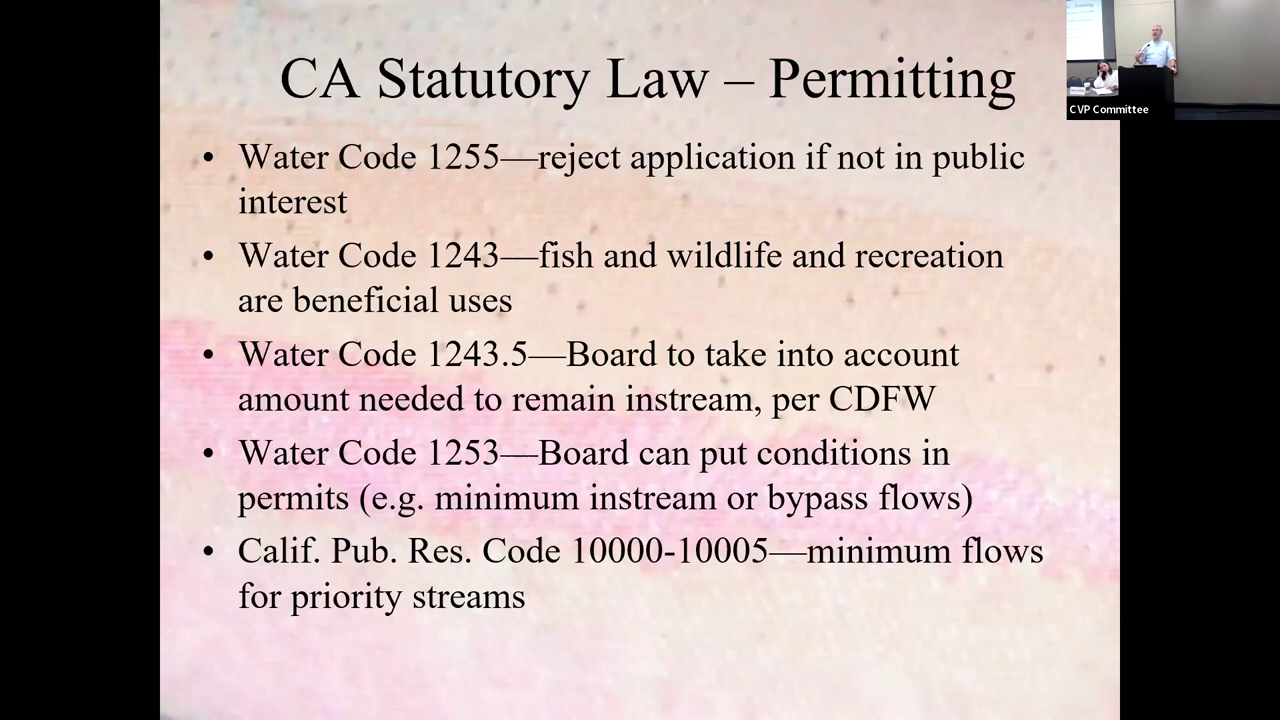 CA Statutory Law – Permitting
• Water Code 1255—reject application if not in public
interest
• Water Code 1243—fish and wildlife and recreation
are beneficial uses
• Water Code 1243.5—Board to take into account
amount needed to remain instream, per CDFW
• Water Code 1253—Board can put conditions in
permits (e.g. minimum instream or bypass flows)
• Calif. Pub. Res. Code 10000-10005—minimum flows
for priority streams
CVP Committee